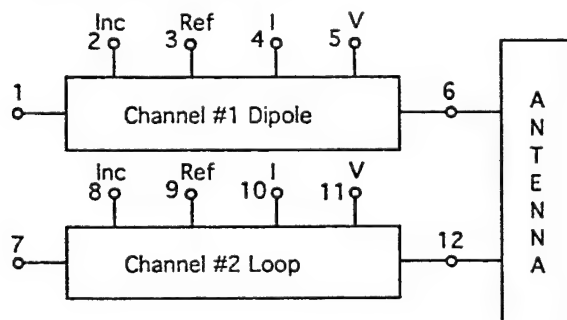 Inc Ref I V
2 3 4 5
1
Channel #1 Dipole
6
Inc Ref I V
8 9 10 11
7
Channel #2 Loop
12
ANTENNA